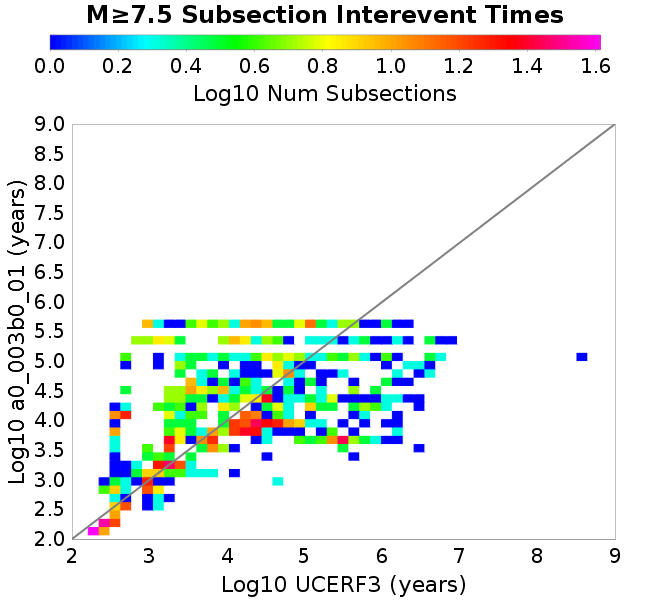 M≥7.5 Subsection Interevent Times
0.0 0.2 0.4 0.6 0.8 1.0 1.2 1.4 1.6
Log10 Num Subsections
9.0
8.5
8.0
7.5
7.0
6.5
6.0
5.5
5.0
4.5
4.0
3.5
3.0
2.5
2.0
Log10 a0_003b0_01 (years)
2 3 4 5 6 7 8 9
Log10 UCERF3 (years)